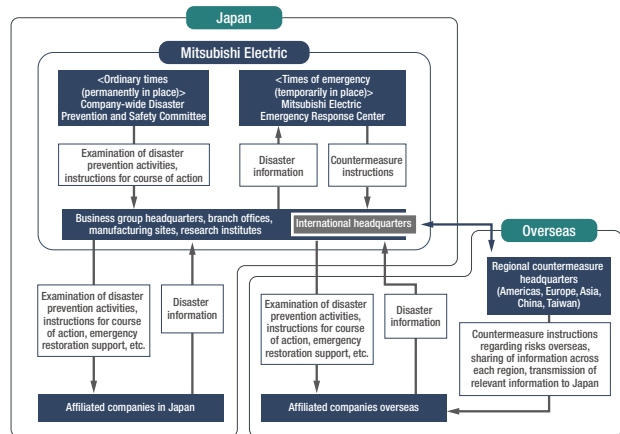 Japan
Mitsubishi Electric
<Ordinary times
(permanently in place)>
Company-wide Disaster
Prevention and Safety Committee
<Times of emergency
(temporarily in place)>
Mitsubishi Electric
Emergency Response Center
Examination of disaster
prevention activities,
instructions for course of action
Disaster
information
Countermeasure
instructions
Business group headquarters, branch offices,
manufacturing sites, research institutes
International headquarters
Overseas
Regional countermeasure
headquarters
(Americas, Europe, Asia,
China, Taiwan)
Examination of disaster
prevention activities,
instructions for course
of action, emergency
restoration support, etc.
Disaster
information
Examination of disaster
prevention activities,
instructions for course
of action, emergency
restoration support, etc.
Disaster
information
Countermeasure instructions
regarding risks overseas,
sharing of information across
each region, transmission of
relevant information to Japan
Affiliated companies in Japan
Affiliated companies overseas